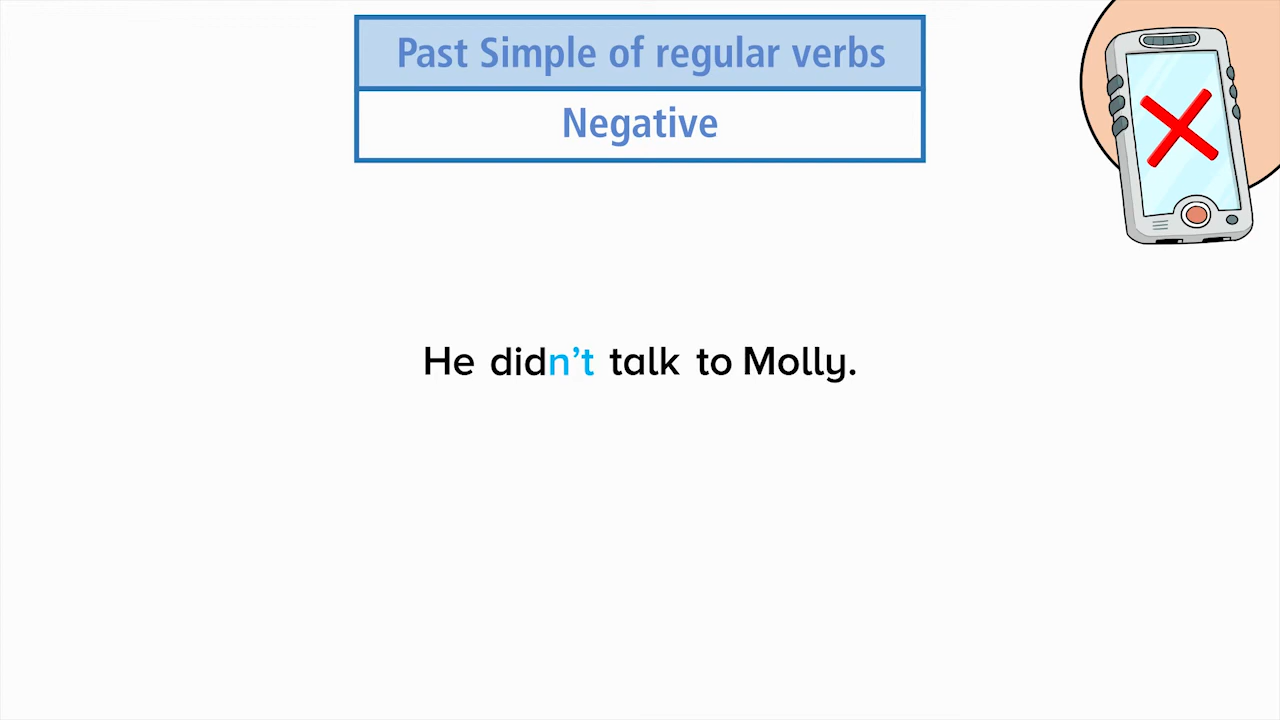 Past Simple of regular verbs
Negative
He didn’t talk to Molly.